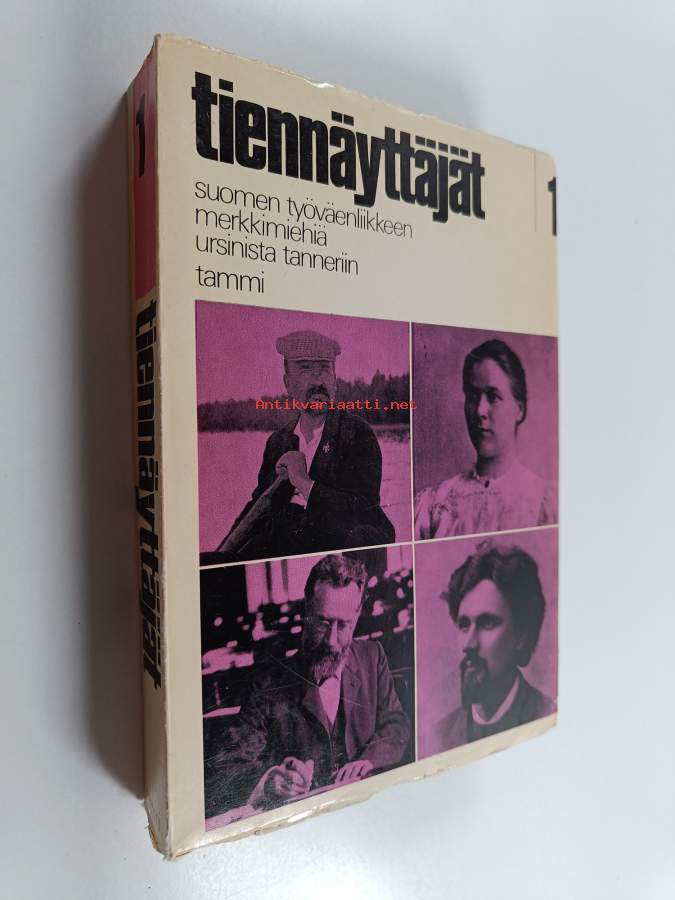 tiennäyttäjät
1
suomen työväenliikkeen
merkkimiehiä
ursinista tanneriin
tammi
Antikvariaatti.net
1
tiennäyttäjät